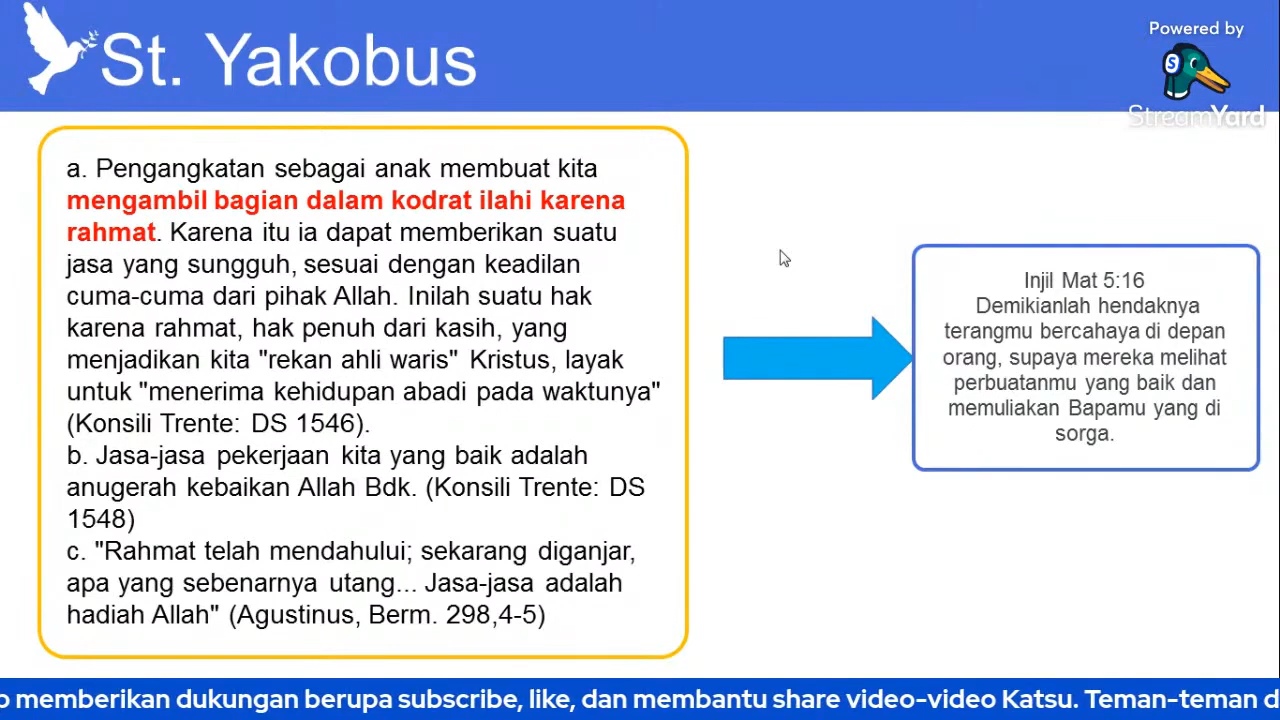 St. Yakobus
Powered by
StreamYard
a. Pengangkatan sebagai anak membuat kita
mengambil bagian dalam kodrat ilahi karena
rahmat. Karena itu ia dapat memberikan suatu
jasa yang sungguh, sesuai dengan keadilan
cuma-cuma dari pihak Allah. Inilah suatu hak
karena rahmat, hak penuh dari kasih, yang
menjadikan kita "rekan ahli waris" Kristus, layak
untuk "menerima kehidupan abadi pada waktunya"
(Konsili Trente: DS 1546).
b. Jasa-jasa pekerjaan kita yang baik adalah
anugerah kebaikan Allah Bdk. (Konsili Trente: DS
1548)
c. "Rahmat telah mendahului; sekarang diganjar,
apa yang sebenarnya utang... Jasa-jasa adalah
hadiah Allah" (Agustinus, Berm. 298,4-5)
Injil Mat 5:16
Demikianlah hendaknya
terangmu bercahaya di depan
orang, supaya mereka melihat
perbuatanmu yang baik dan
memuliakan Bapamu yang di
sorga.
o memberikan dukungan berupa subscribe, like, dan membantu share video-video Katsu. Teman-teman d